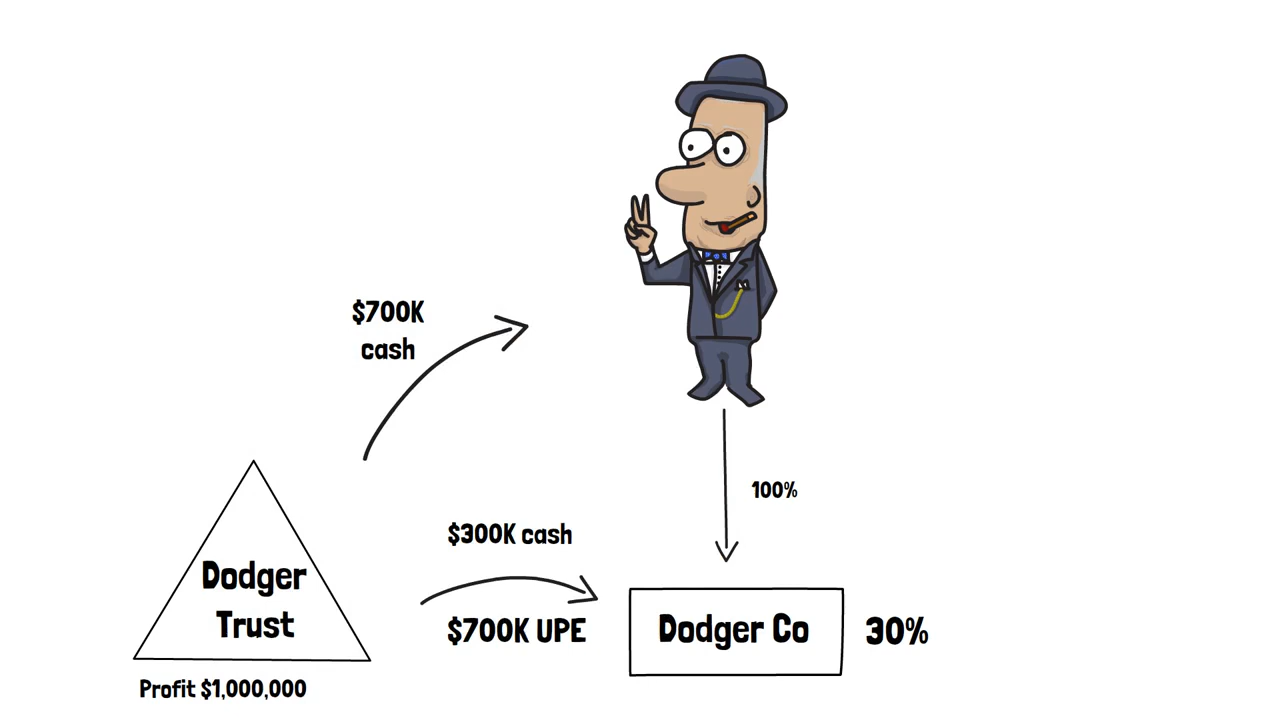 $700K
cash
100%
$300K cash
Dodger
Trust
$700K UPE
Dodger Co
30%
Profit $1,000,000